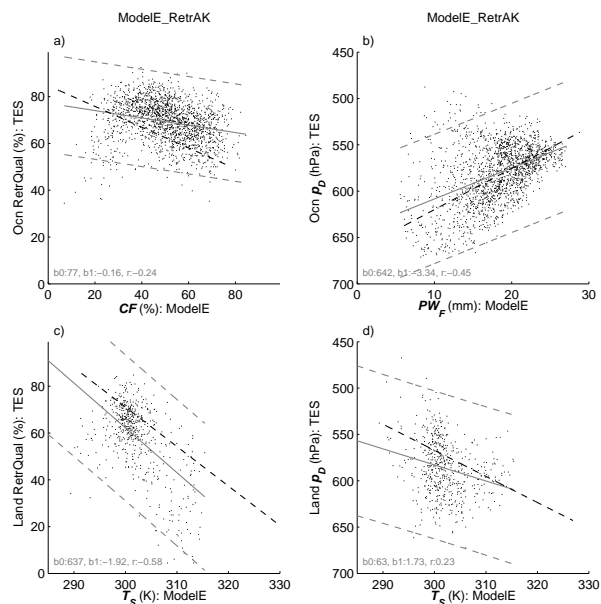 ModelE_RetrAK
ModelE_RetrAK
a)
Ocn RetrQual (%): TES
80
60
40
20
0
b0:77, b1:−0.16, r:−0.24
0 20 40 60 80 100
CF (%): ModelE
b)
Ocn pD (hPa): TES
450
500
550
600
650
700
b0:642, b1:−3.34, r:−0.45
0 10 20 30
PWF (mm): ModelE
c)
Land RetrQual (%): TES
80
60
40
20
0
b0:637, b1:−1.92, r:−0.58
290 300 310 320 330
TS (K): ModelE
d)
Land pD (hPa): TES
450
500
550
600
650
700
b0:63, b1:1.73, r:0.23
290 300 310 320 330
TS (K): ModelE